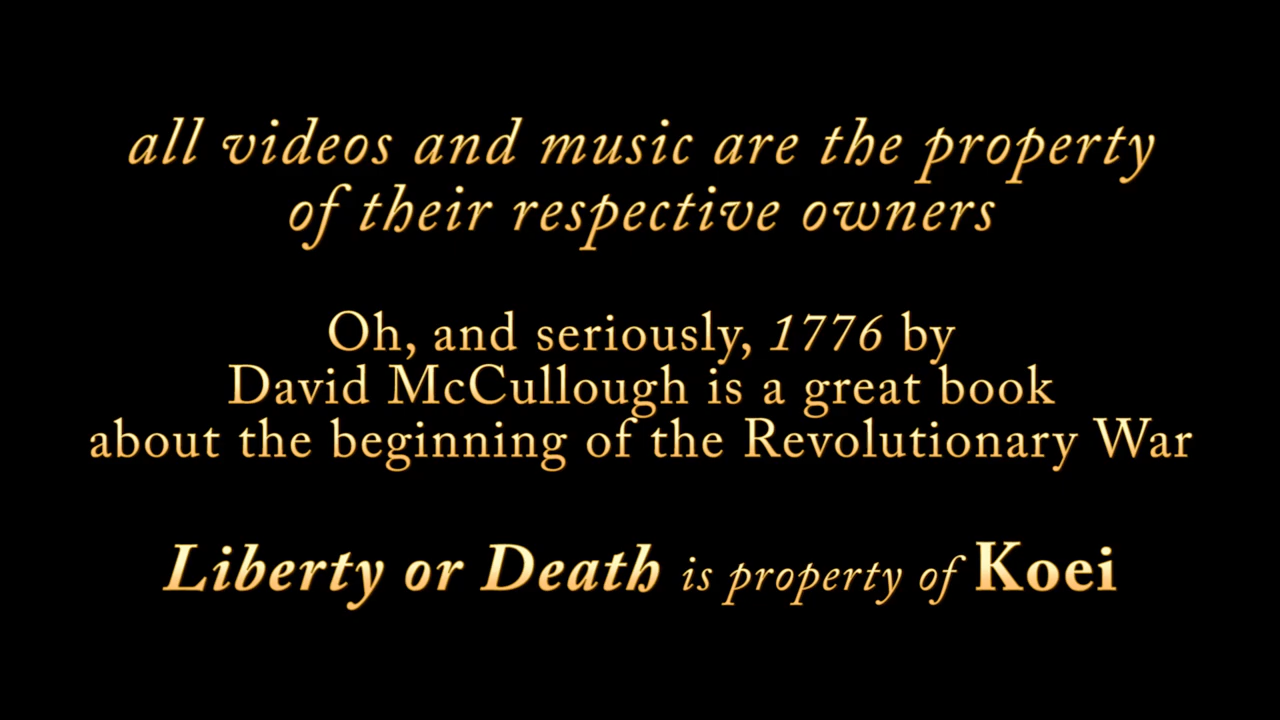 all videos and music are the property
of their respective owners
Oh, and seriously, 1776 by
David McCullough is a great book
about the beginning of the Revolutionary War
Liberty or Death is property of Koei